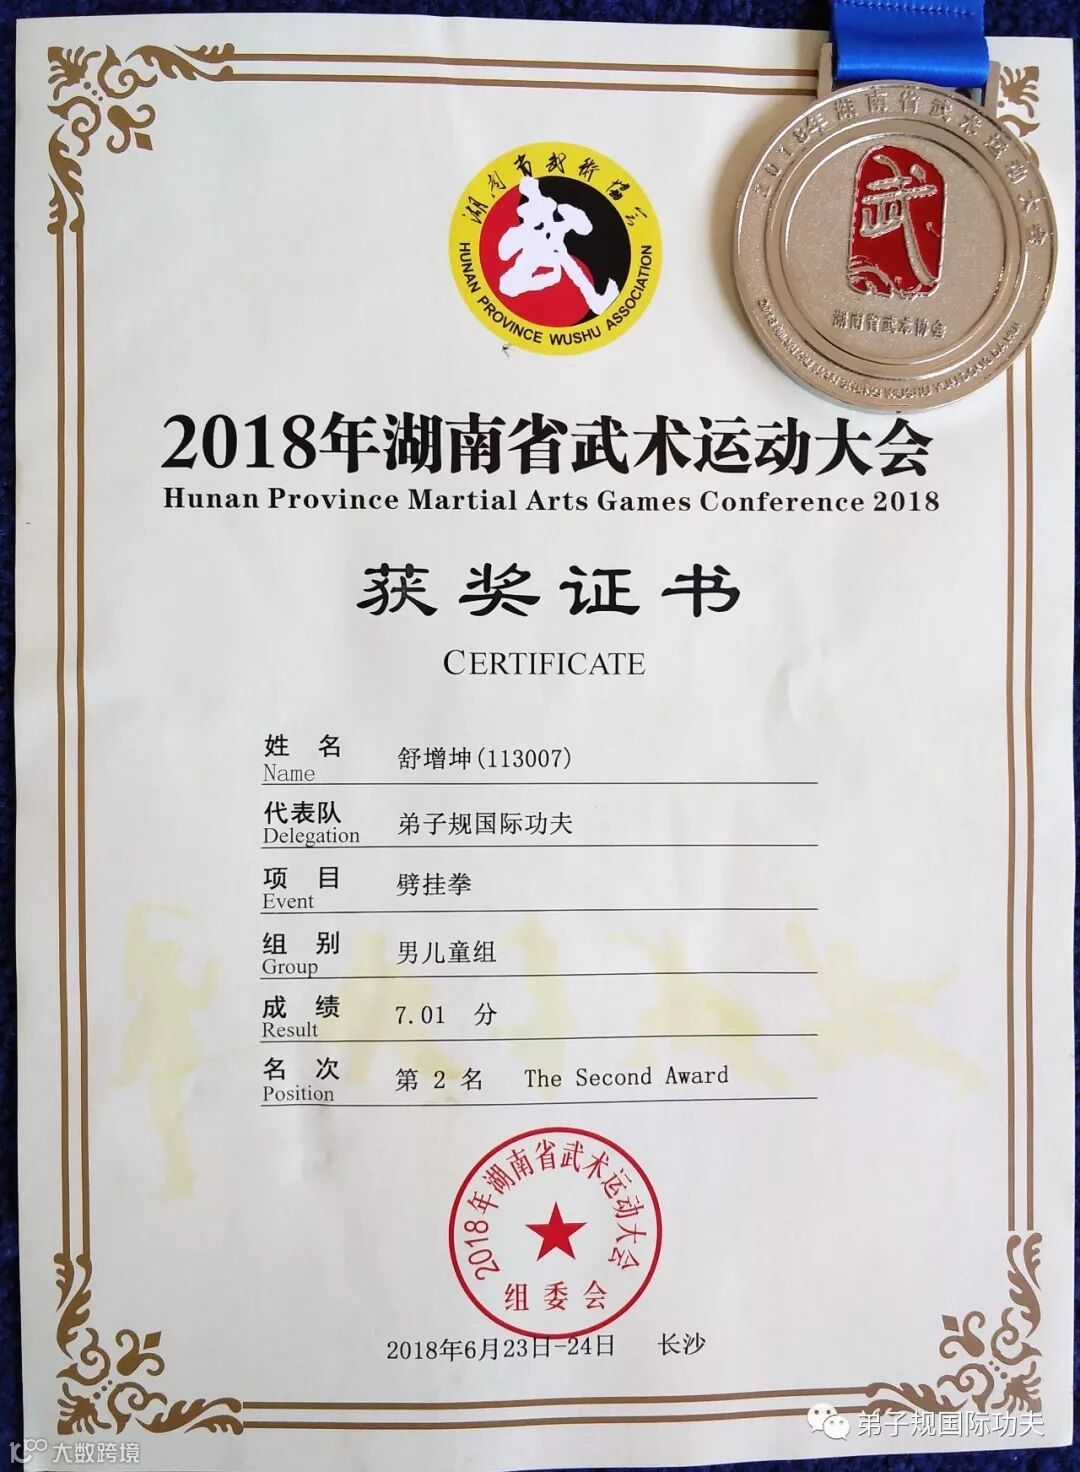 湖南省武術協会
武
HUNAN PROVINCE WUSHU ASSOCIATION
2018年湖南省武术运动大会
武
湖南省武术协会
2018年湖南省武术运动大会
Hunan Province Martial Arts Games Conference 2018
获奖证书
CERTIFICATE
姓 名 舒增坤(113007)
Name
代表队 弟子规国际功夫
Delegation
项 目 劈挂拳
Event
组 别 男儿童组
Group
成 绩 7.01 分
Result
名 次 第 2 名 The Second Award
Position
2018年湖南省武术运动大会
组委会
2018年6月23日-24日 长沙
弟子规国际功夫
大数跨境